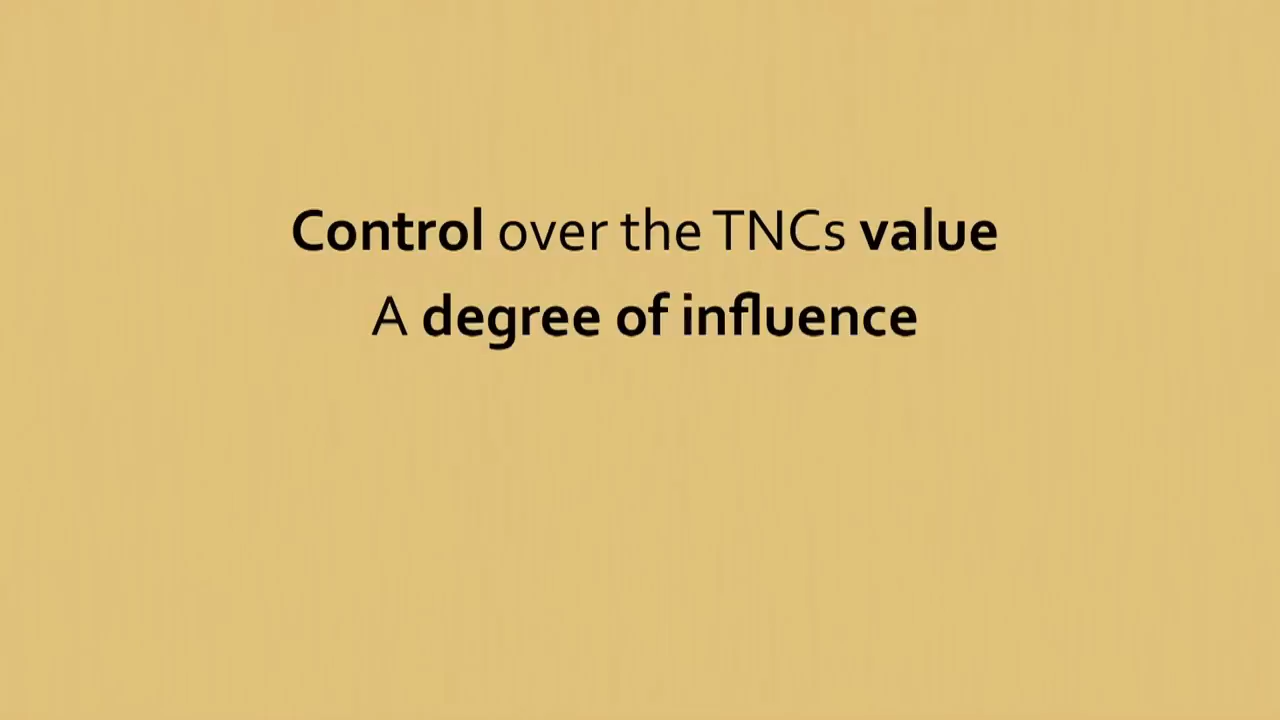 Control over the TNCs value
A degree of influence